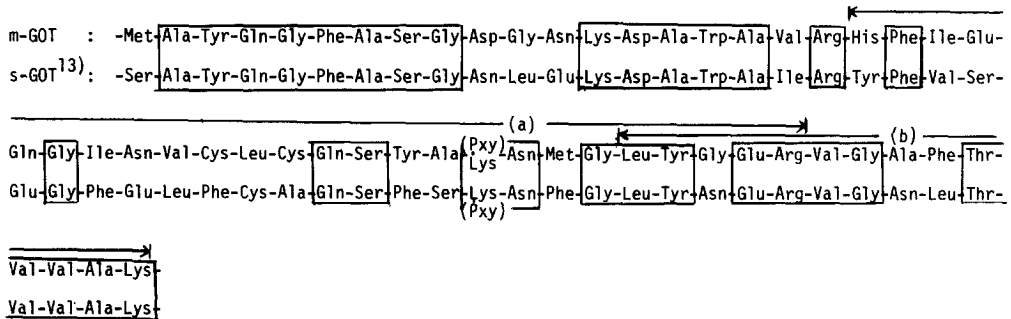 m-GOT : -Met-Ala-Tyr-Gln-Gly-Phe-Ala-Ser-Gly-Asp-Gly-Asn-Lys-Asp-Ala-Trp-Ala-Val-Arg-His-Phe-Ile-Glu-
s-GOT13): -Ser-Ala-Tyr-Gln-Gly-Phe-Ala-Ser-Gly-Asn-Leu-Glu-Lys-Asp-Ala-Trp-Ala-Ile-Arg-Tyr-Phe-Val-Ser-
(a)
(b)
(Pxy)
Gln-Gly-Ile-Asn-Val-Cys-Leu-Cys-Gln-Ser-Tyr-Ala-Lys-Asn-Met-Gly-Leu-Tyr-Gly-Glu-Arg-Val-Gly-Ala-Phe-Thr-
Glu-Gly-Phe-Glu-Leu-Phe-Cys-Ala-Gln-Ser-Phe-Ser-Lys-Asn-Phe-Gly-Leu-Tyr-Asn-Glu-Arg-Val-Gly-Asn-Leu-Thr-
(Pxy)
Val-Val-Ala-Lys-
Val-Val-Ala-Lys-